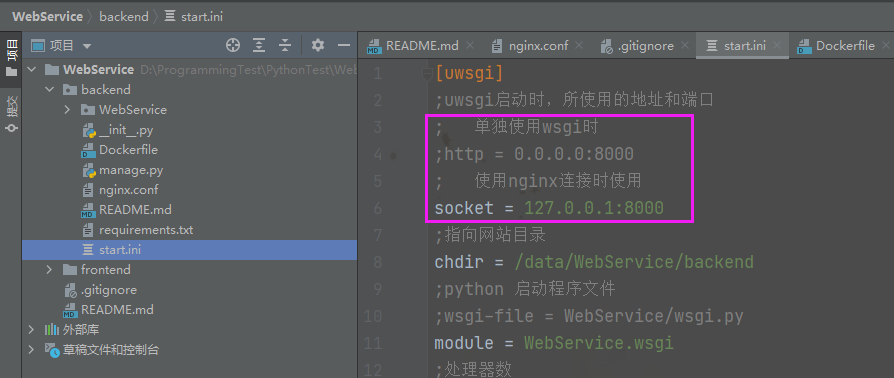 WebService backend start.ini
项目
提交
项目
README.md nginx.conf .gitignore start.ini Dockerfile
WebService D:\ProgrammingTest\PythonTest\Web
backend
WebService
__init__.py
Dockerfile
manage.py
nginx.conf
README.md
requirements.txt
start.ini
frontend
.gitignore
README.md
外部库
草稿文件和控制台
1 [uwsgi]
2 ;uwsgi启动时，所使用的地址和端口
3 ; 单独使用wsgi时
4 ;http = 0.0.0.0:8000
5 ; 使用nginx连接时使用
6 socket = 127.0.0.1:8000
7 ;指向网站目录
8 chdir = /data/WebService/backend
9 ;python 启动程序文件
10 ;wsgi-file = WebService/wsgi.py
11 module = WebService.wsgi
12 ;处理器数